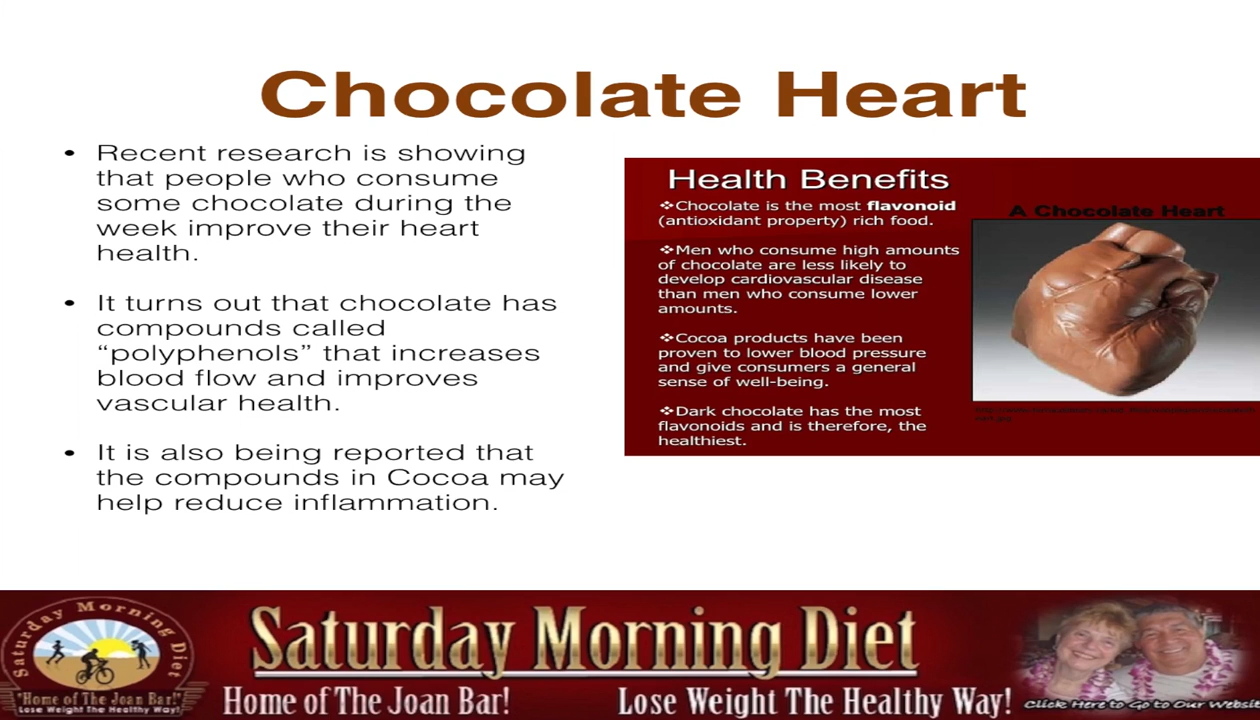 Chocolate Heart
• Recent research is showing
that people who consume
some chocolate during the
week improve their heart
health.
• It turns out that chocolate has
compounds called
“polyphenols” that increases
blood flow and improves
vascular health.
• It is also being reported that
the compounds in Cocoa may
help reduce inflammation.
Health Benefits
❖Chocolate is the most flavonoid
(antioxidant property) rich food.
❖Men who consume high amounts
of chocolate are less likely to
develop cardiovascular disease
than men who consume lower
amounts.
❖Cocoa products have been
proven to lower blood pressure
and give consumers a general
sense of well-being.
❖Dark chocolate has the most
flavonoids and is therefore, the
healthiest.
A Chocolate Heart
Saturday Morning Diet
"Home of The Joan Bar!"
Lose Weight The Healthy Way!
Saturday Morning Diet
Home of The Joan Bar! Lose Weight The Healthy Way!
Click Here to Go to Our Websi